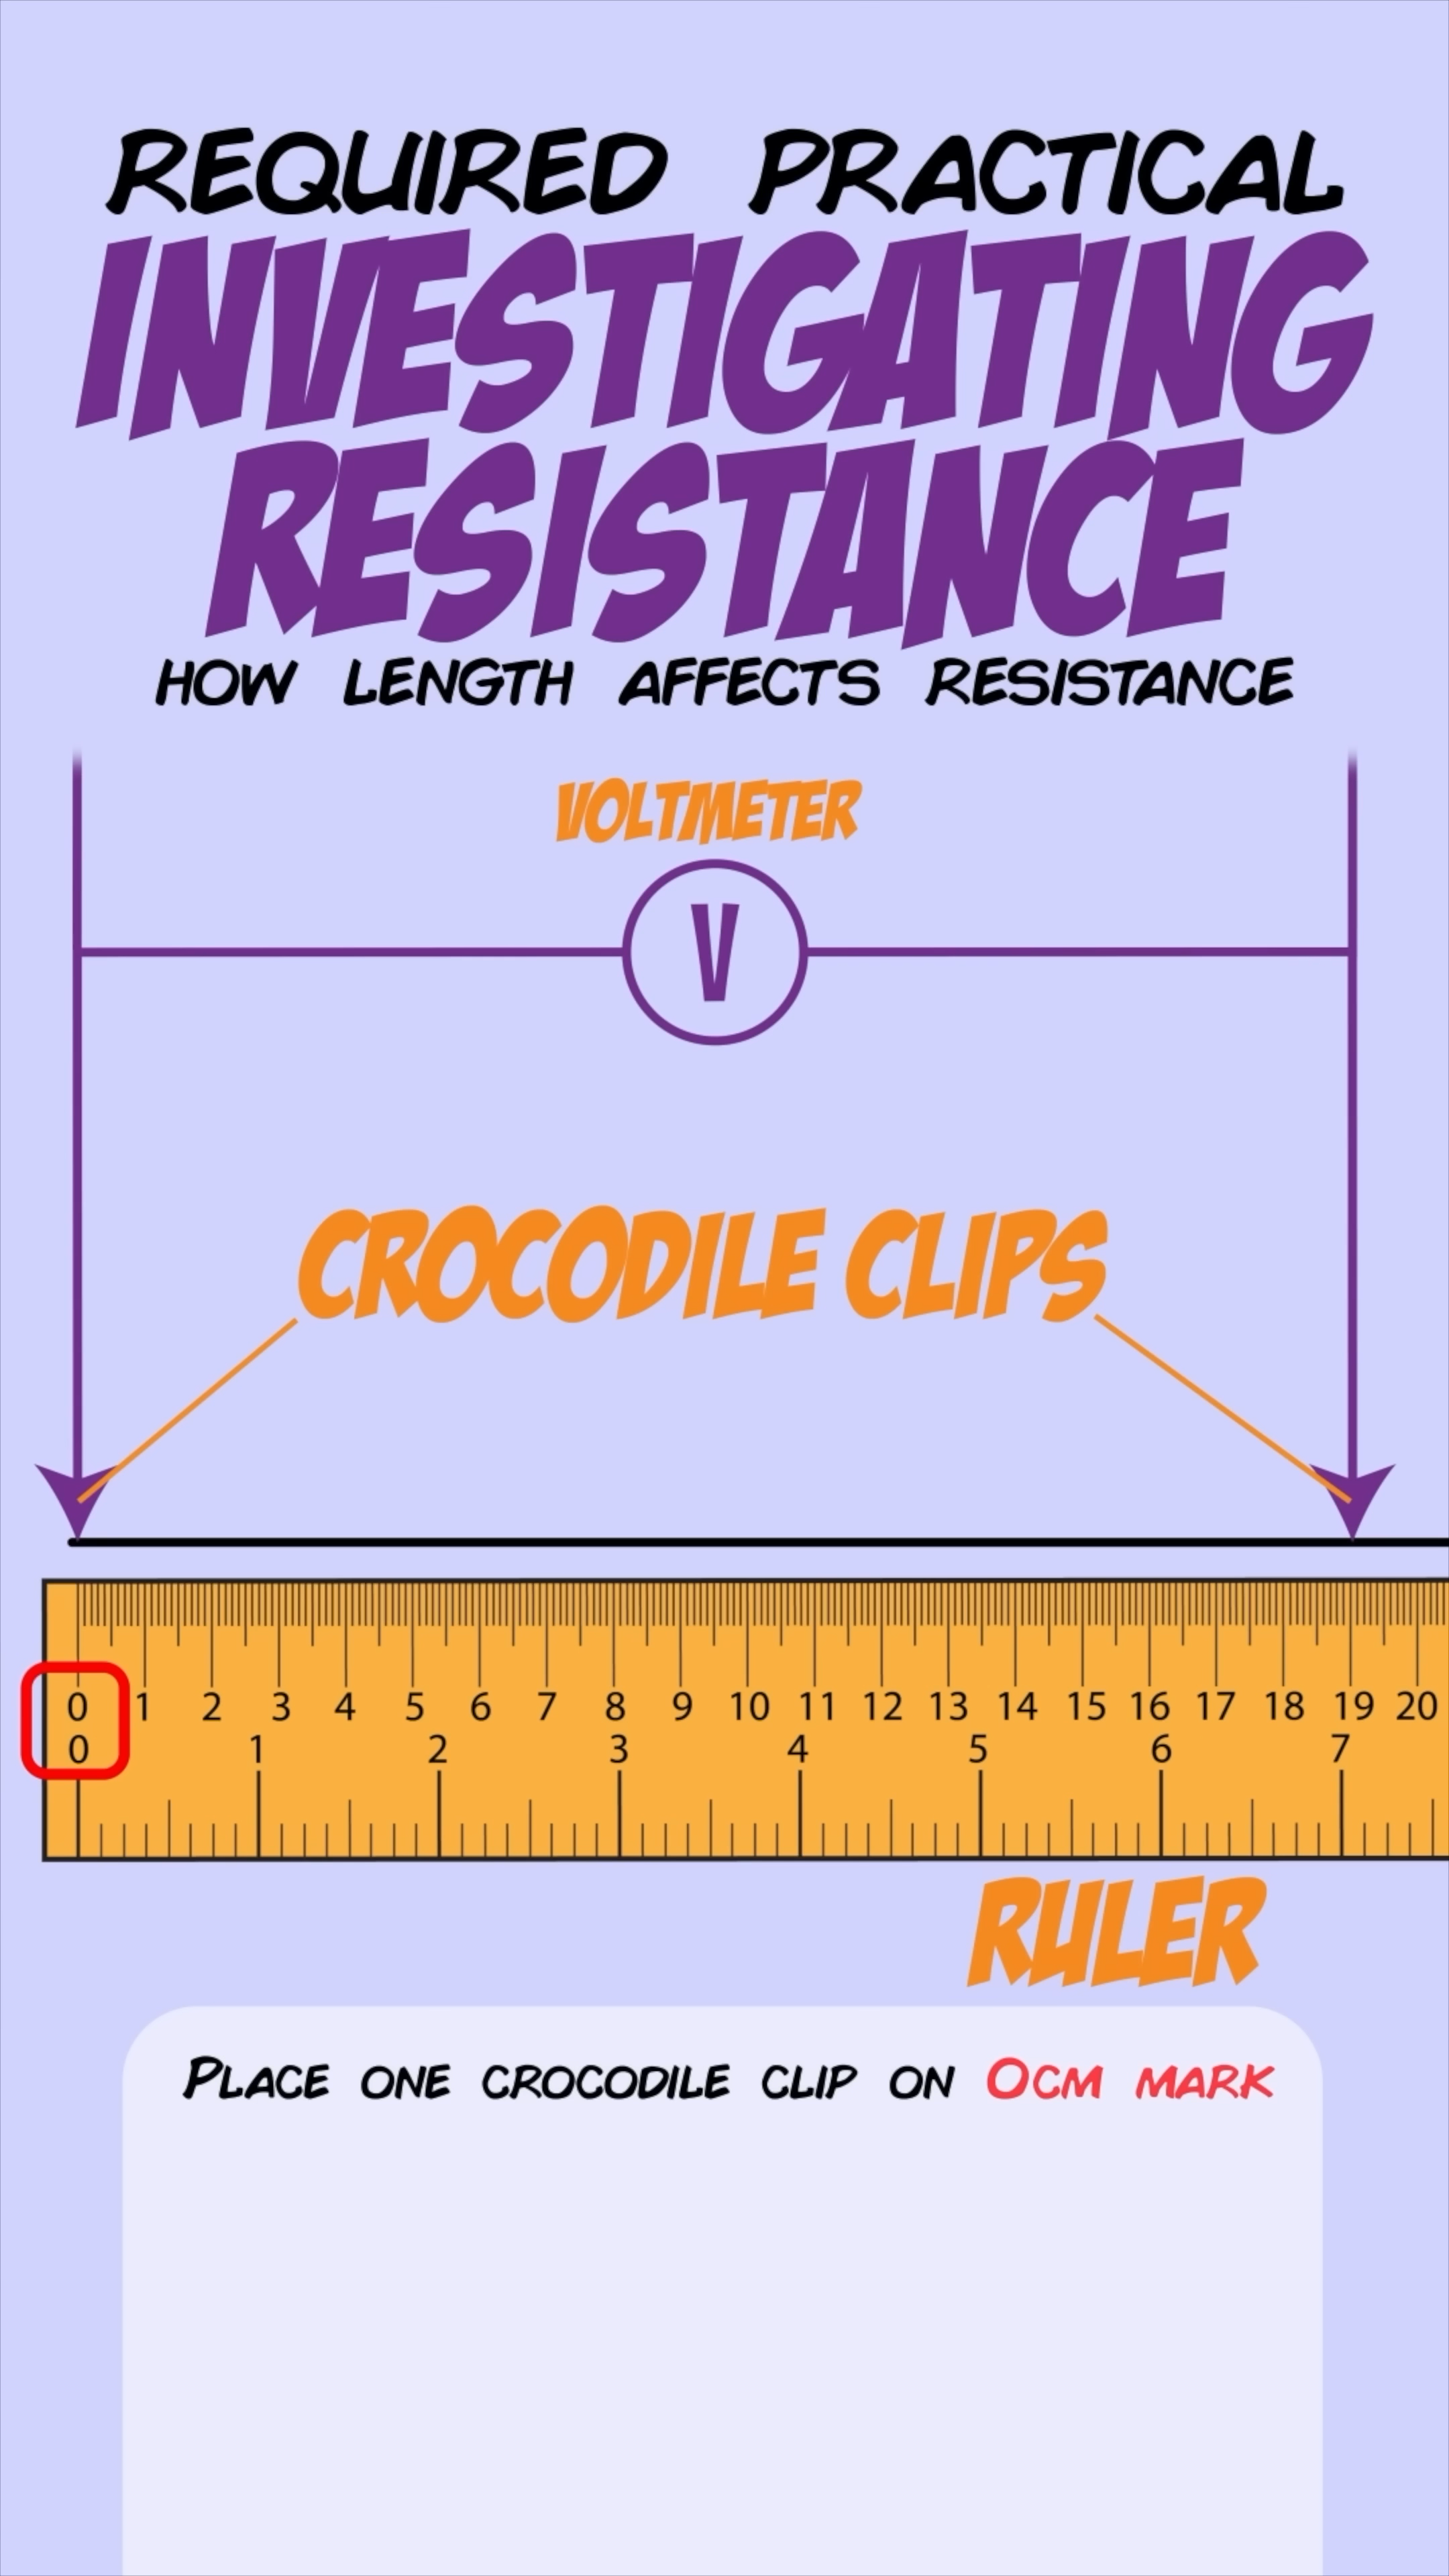 REQUIRED PRACTICAL
INVESTIGATING
RESISTANCE
HOW LENGTH AFFECTS RESISTANCE
VOLTMETER
V
CROCODILE CLIPS
0 1 2 3 4 5 6 7 8 9 10 11 12 13 14 15 16 17 18 19 20
0 1 2 3 4 5 6 7
RULER
PLACE ONE CROCODILE CLIP ON 0CM MARK